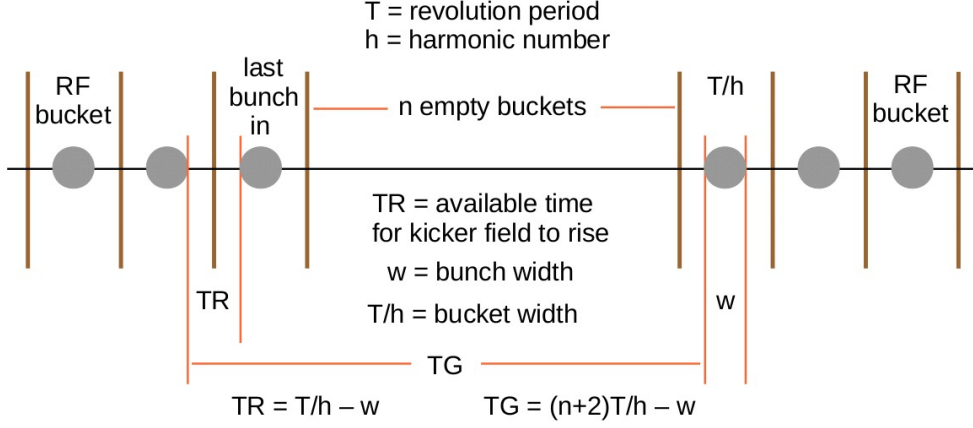 T = revolution period
h = harmonic number
RF
bucket
last
bunch
in
n empty buckets
T/h
RF
bucket
TR = available time
for kicker field to rise
w = bunch width
T/h = bucket width
TR
w
TG
TR = T/h – w
TG = (n+2)T/h – w